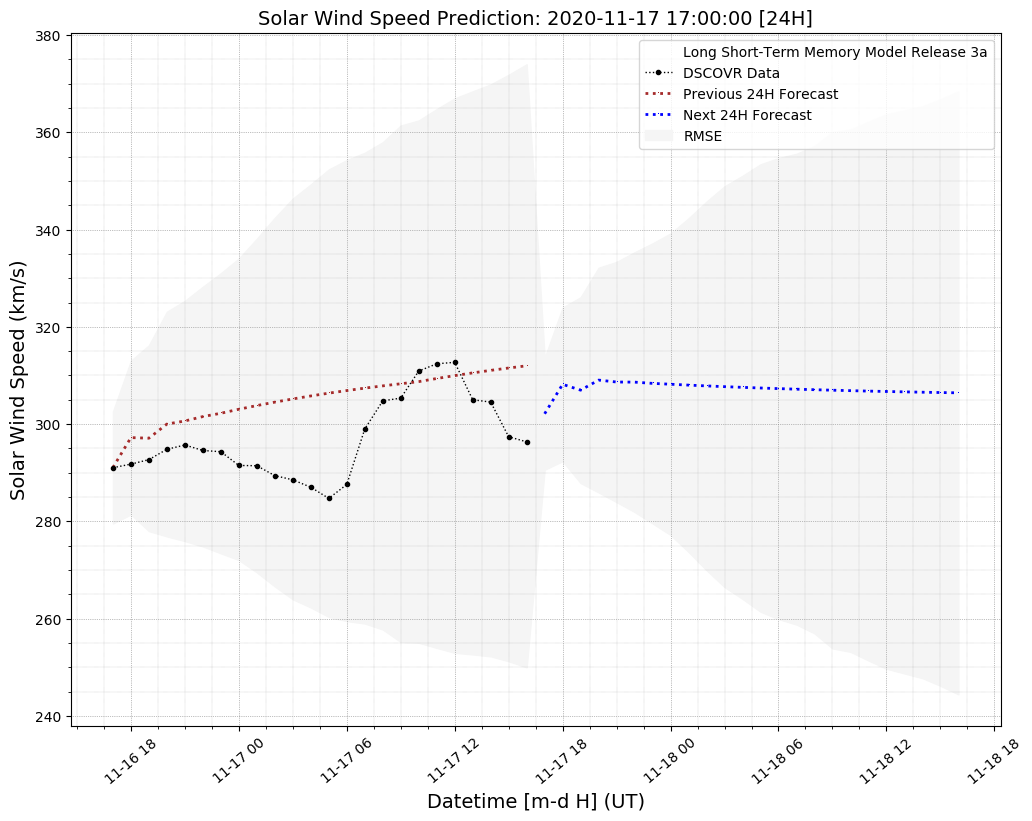 Solar Wind Speed Prediction: 2020-11-17 17:00:00 [24H]
Long Short-Term Memory Model Release 3a
DSCOVR Data
Previous 24H Forecast
Next 24H Forecast
RMSE
Solar Wind Speed (km/s)
380
360
340
320
300
280
260
240
11-16 18
11-17 00
11-17 06
11-17 12
11-17 18
11-18 00
11-18 06
11-18 12
11-18 18
Datetime [m-d H] (UT)